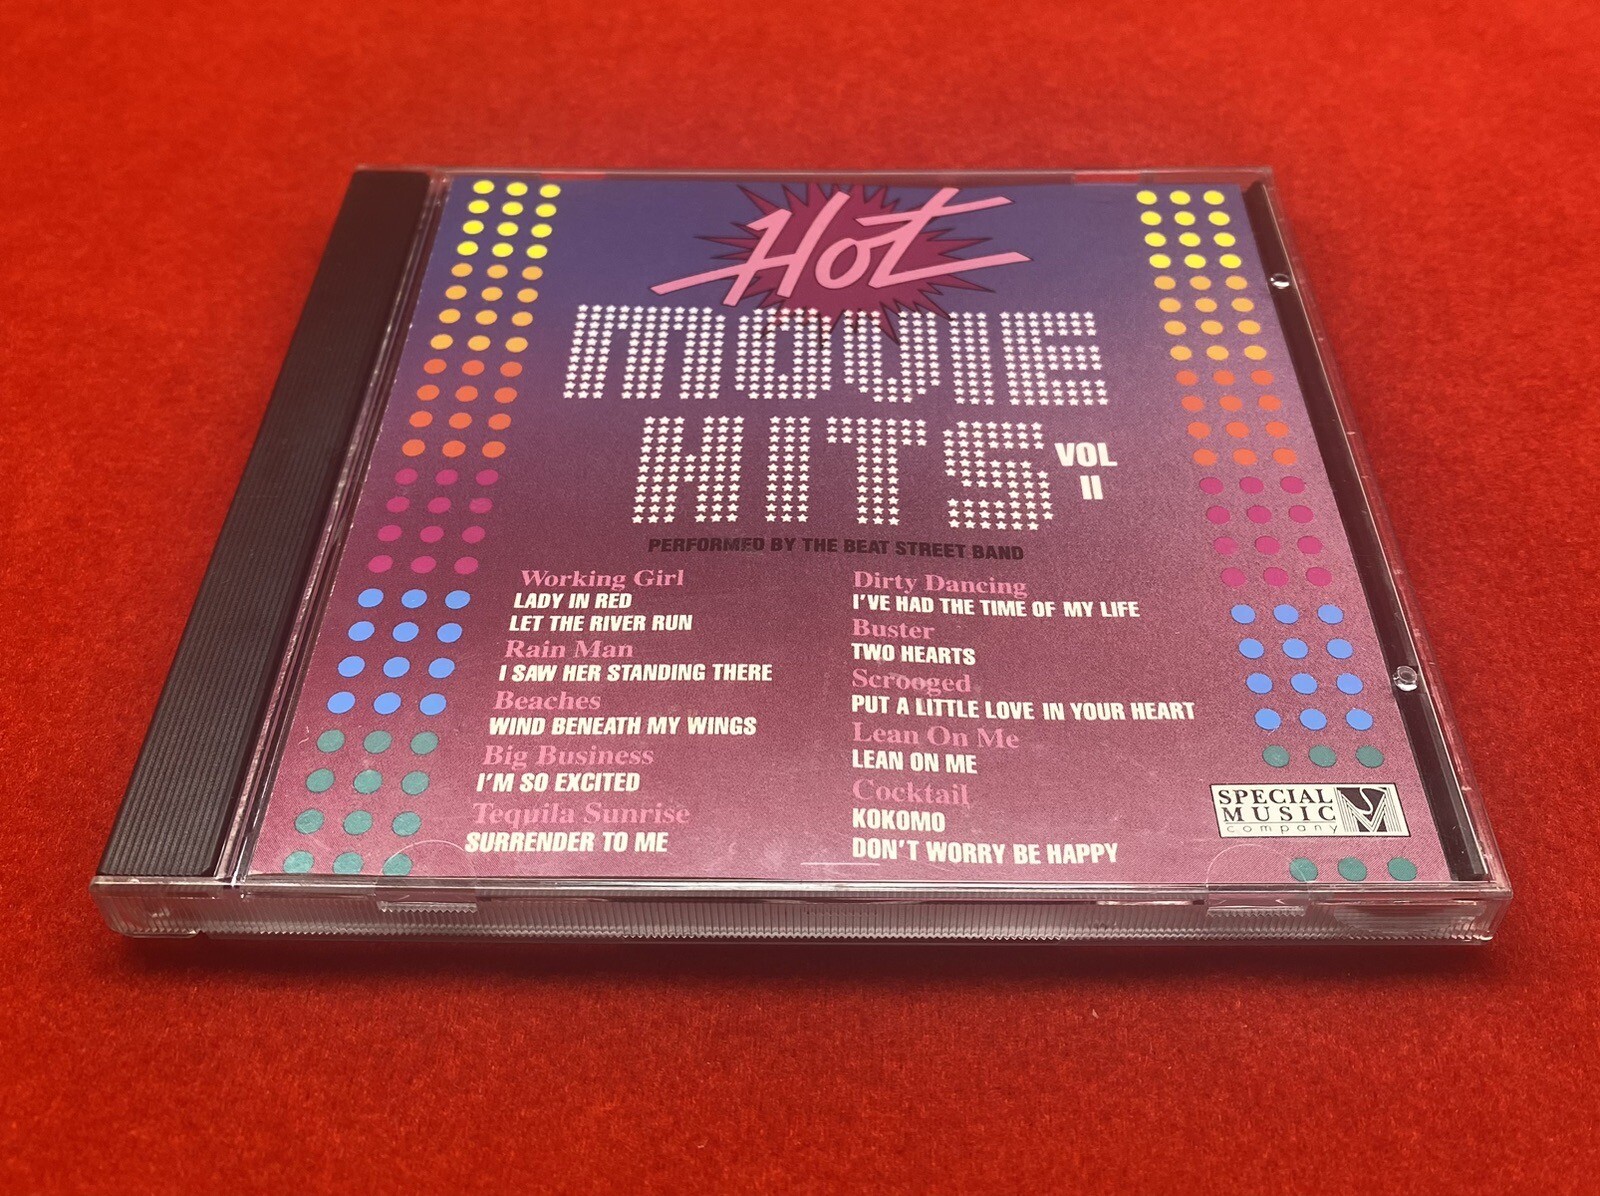 Hot
MOVIE
HITS
VOL
II
PERFORMED BY THE BEAT STREET BAND
Working Girl
LADY IN RED
LET THE RIVER RUN
Rain Man
I SAW HER STANDING THERE
Beaches
WIND BENEATH MY WINGS
Big Business
I'M SO EXCITED
Tequila Sunrise
SURRENDER TO ME
Dirty Dancing
I'VE HAD THE TIME OF MY LIFE
Buster
TWO HEARTS
Scrooged
PUT A LITTLE LOVE IN YOUR HEART
Lean On Me
LEAN ON ME
Cocktail
KOKOMO
DON'T WORRY BE HAPPY
SPECIAL
MUSIC
company